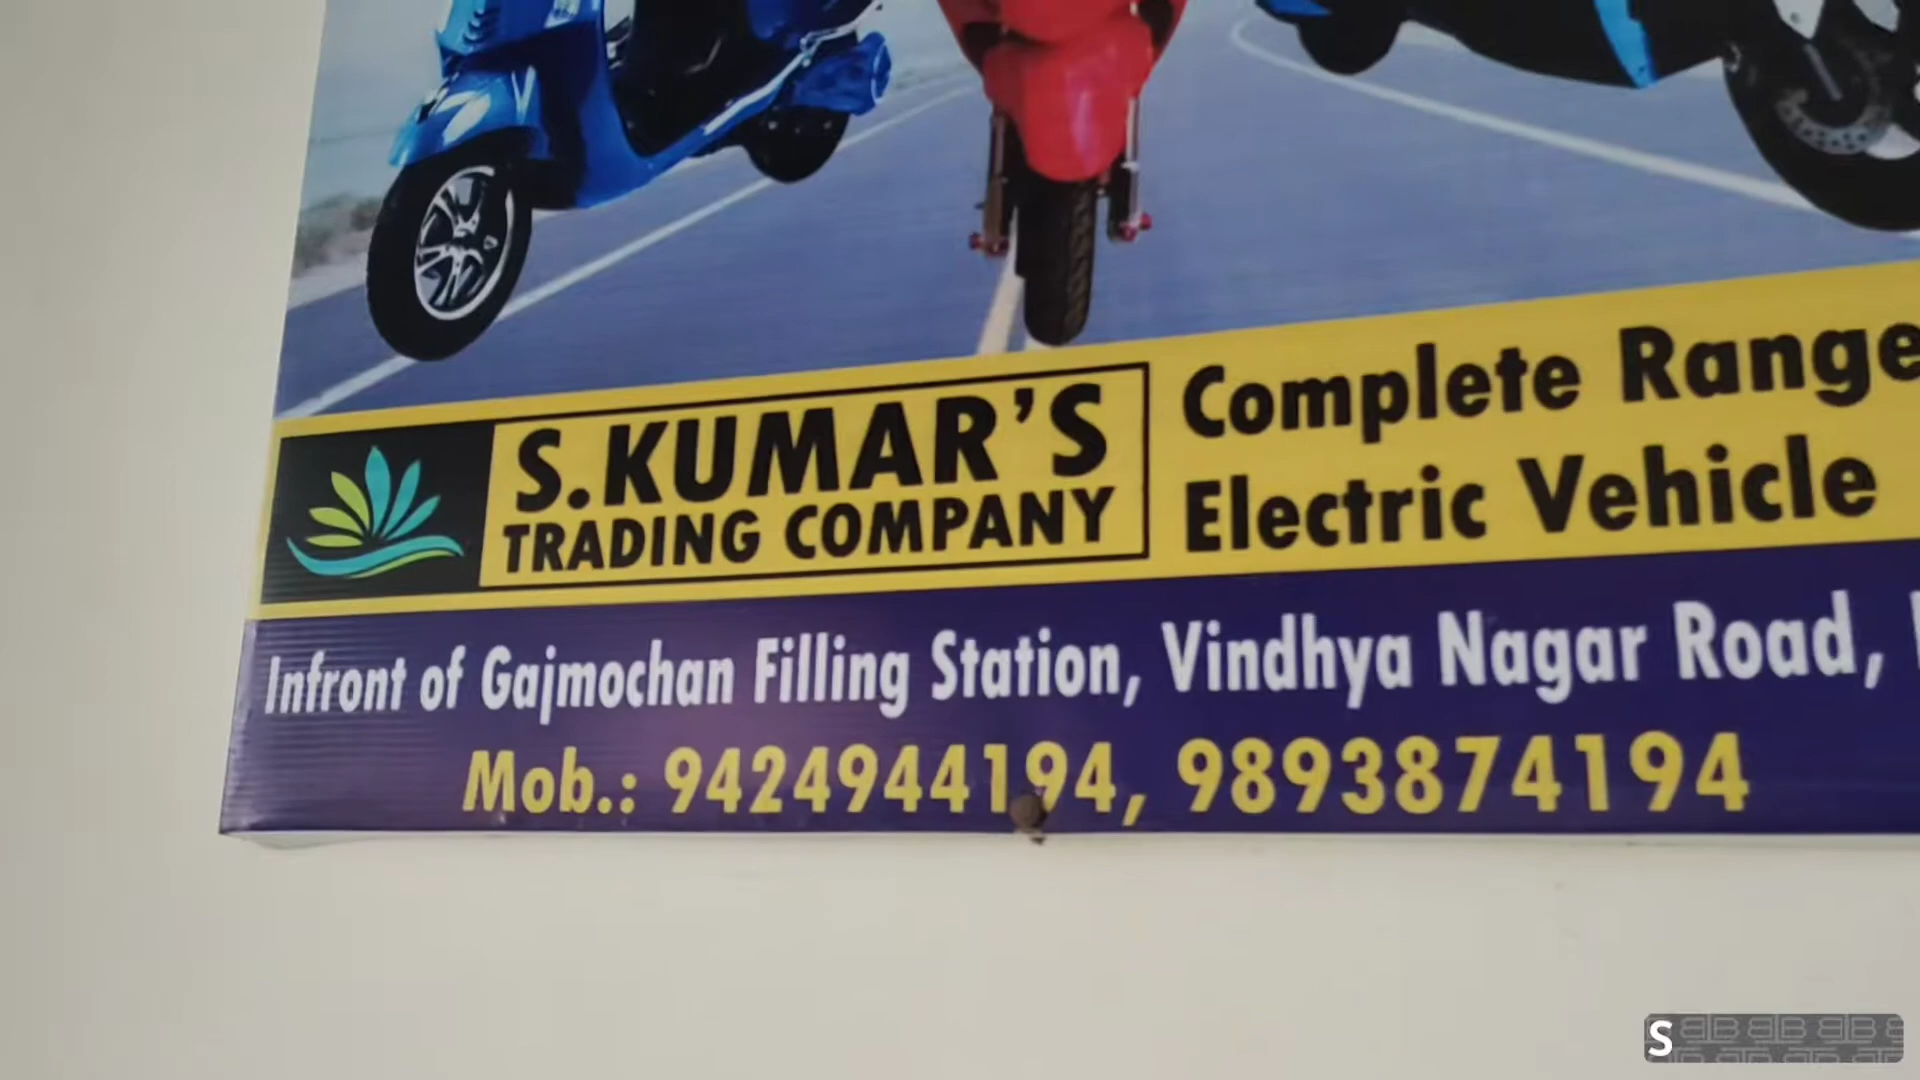 S.KUMAR'S
TRADING COMPANY
Complete Range
Electric Vehicle
Infront of Gajmochan Filling Station, Vindhya Nagar Road,
Mob.: 9424944194, 9893874194
S